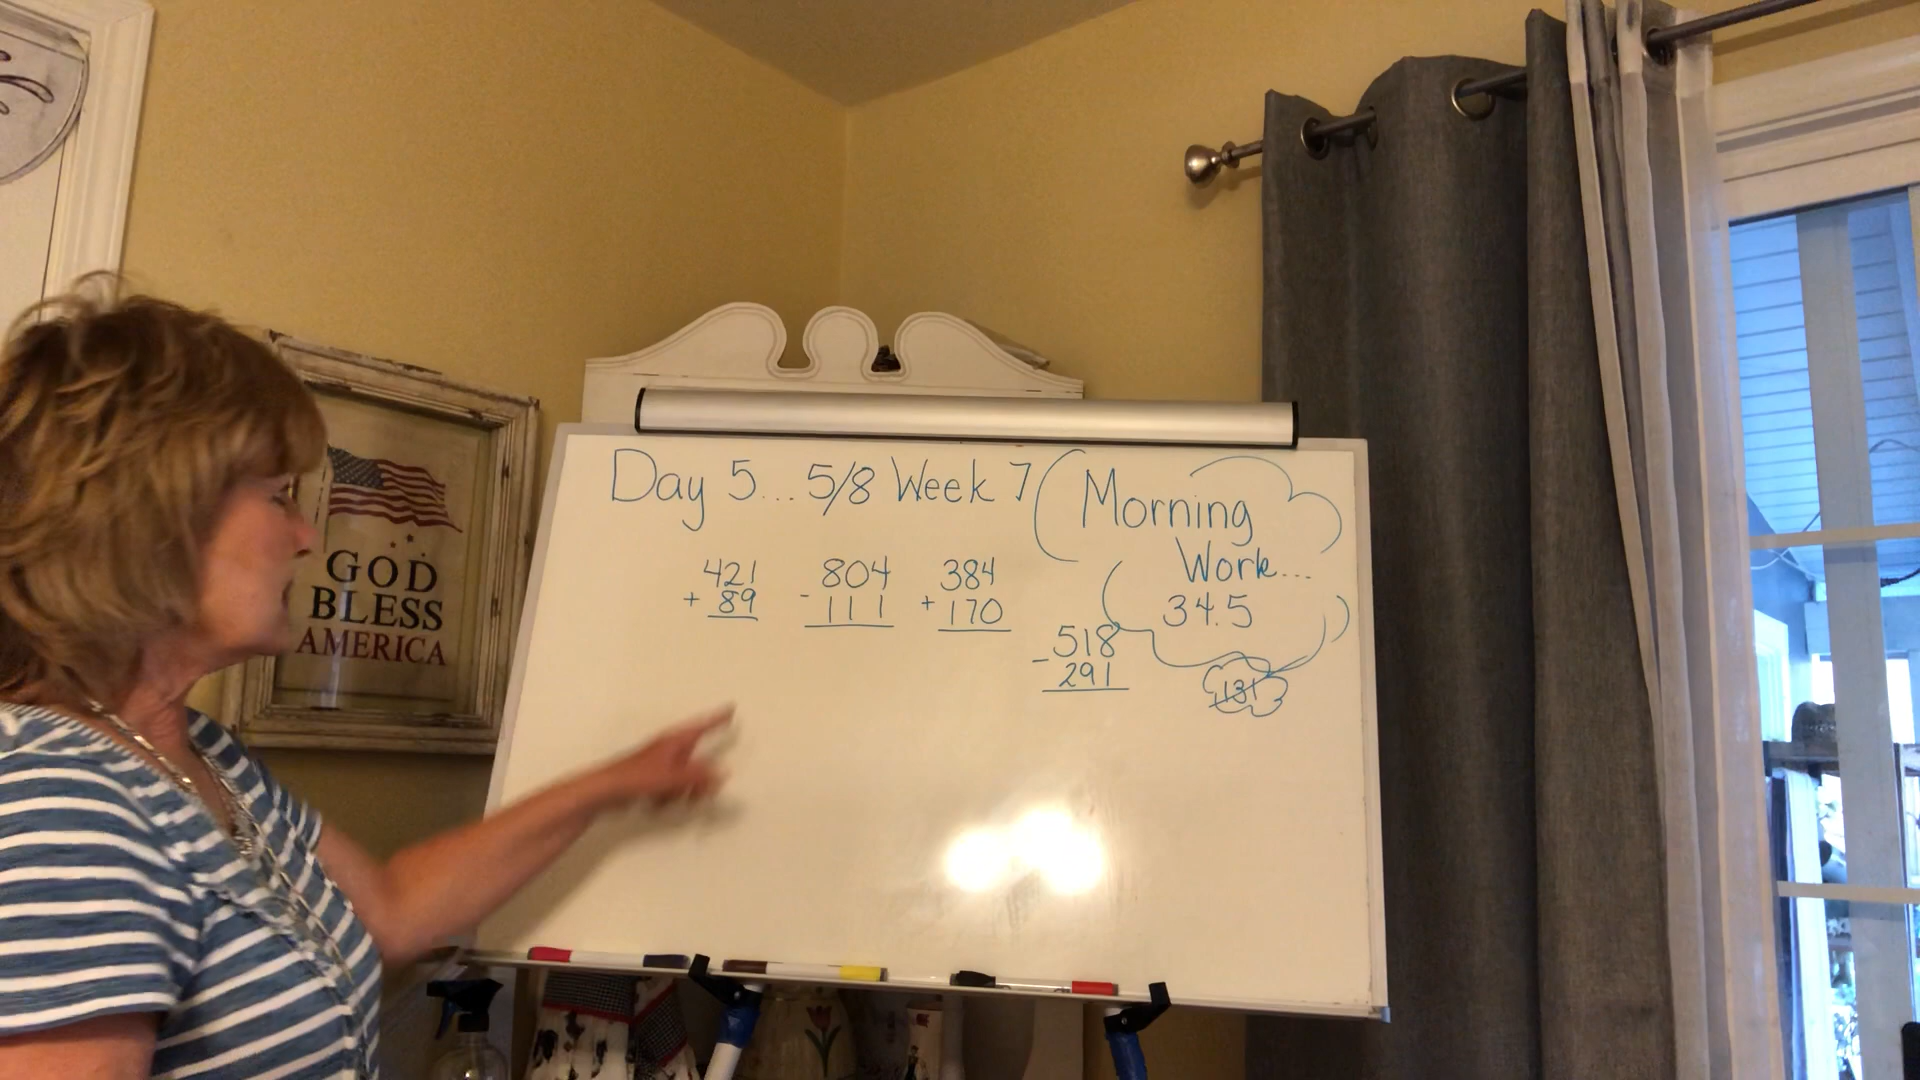 GOD
BLESS
AMERICA
Day 5... 5/8 Week 7
Morning
Work...
34.5
421
+ 89
804
- 111
384
+ 170
518
- 291
131